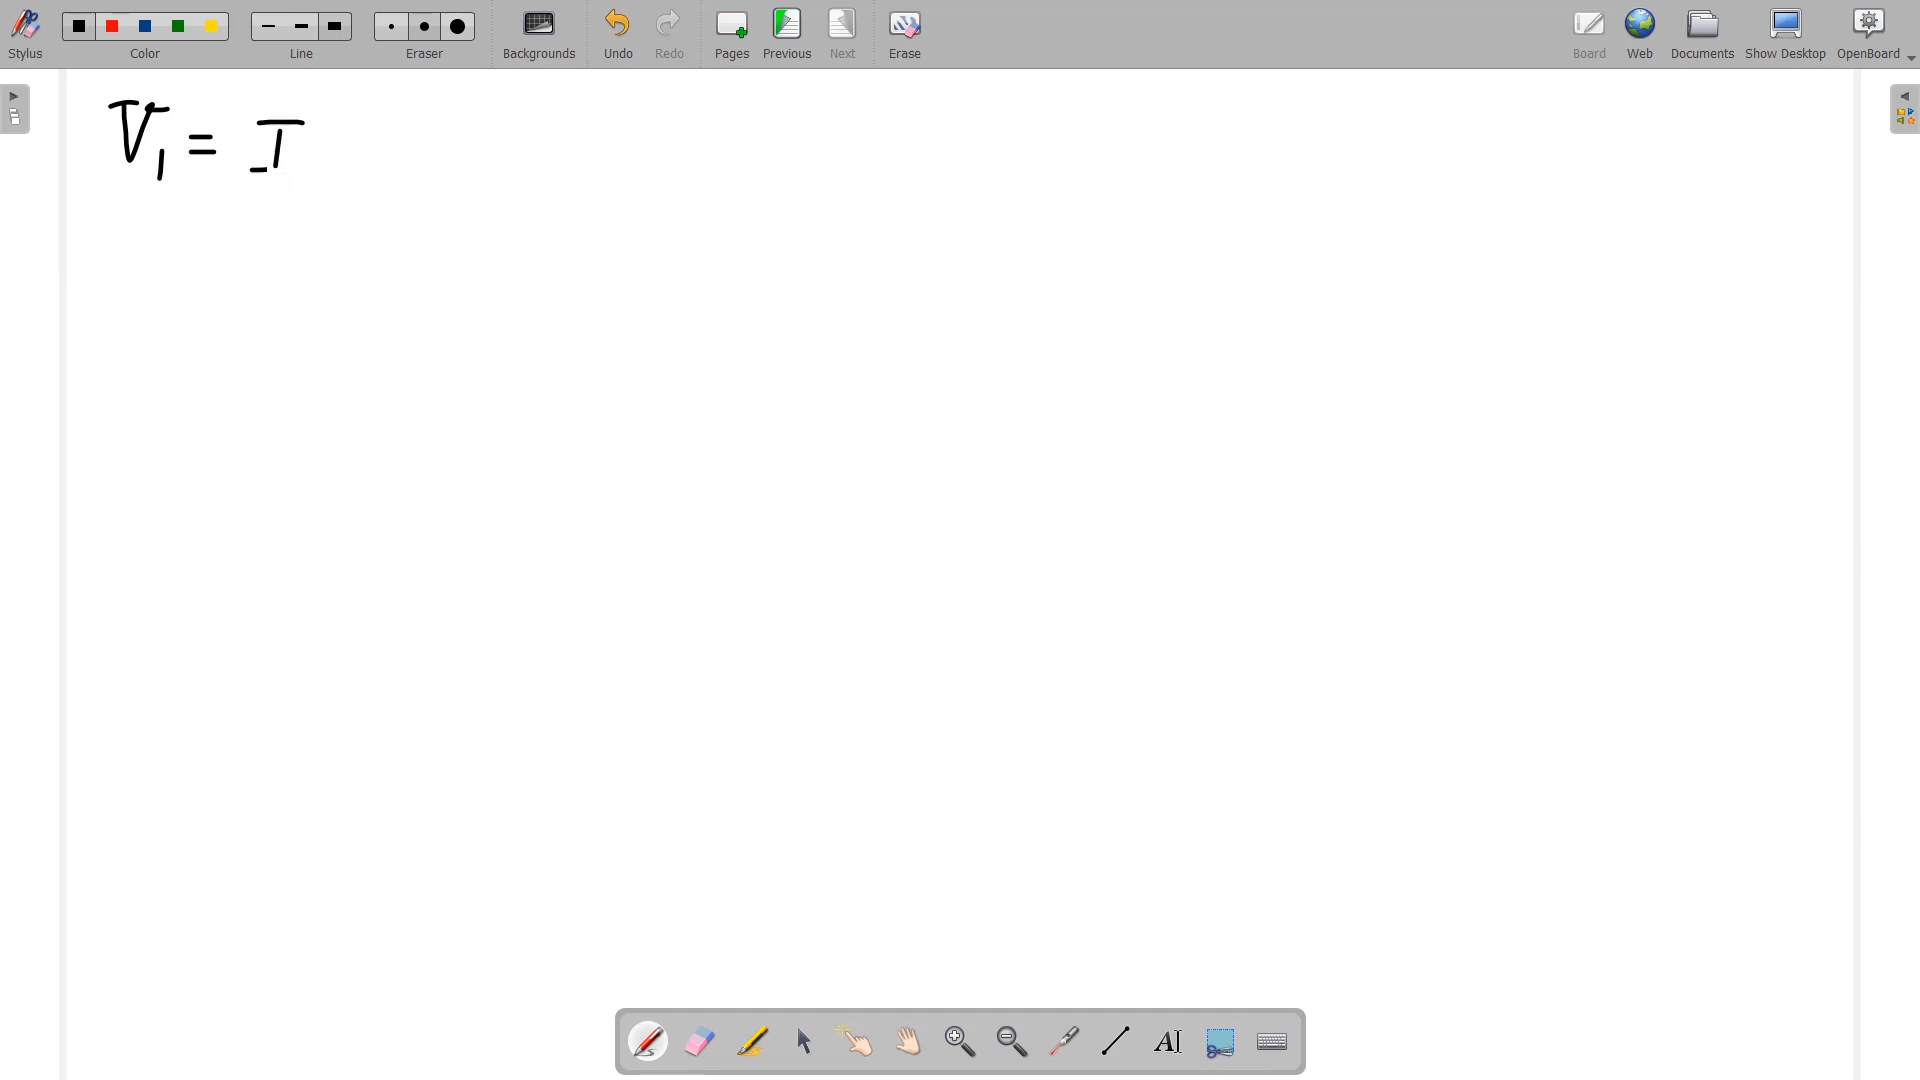 Stylus Color Line Eraser Backgrounds Undo Redo Pages Previous Next Erase Board Web Documents Show Desktop OpenBoard
V₁ = I